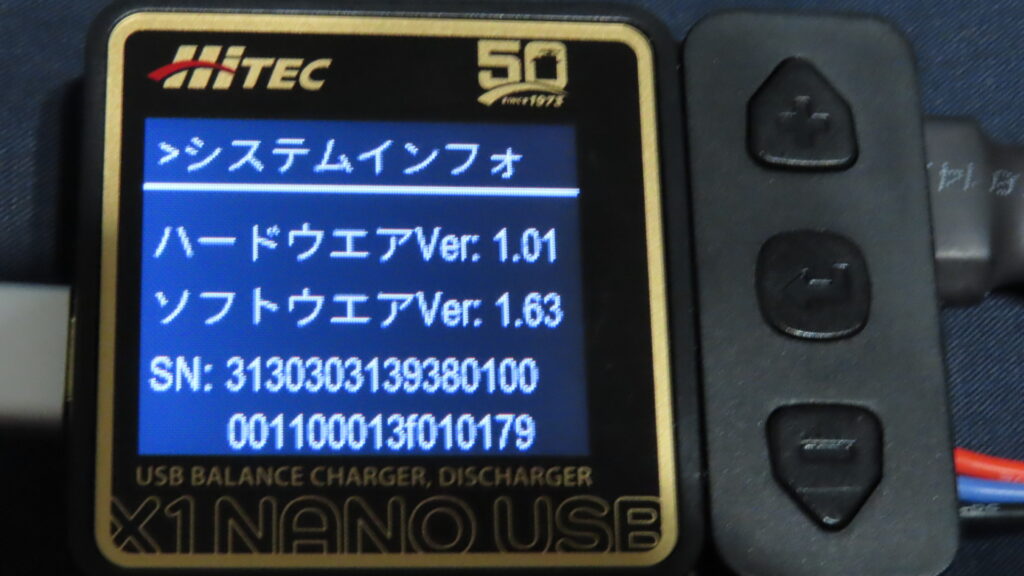 HiTEC
50
since 1973
>システムインフォ
ハードウエアVer: 1.01
ソフトウエアVer: 1.63
SN: 3130303139380100
001100013f010179
USB BALANCE CHARGER, DISCHARGER
X1 NANO USB